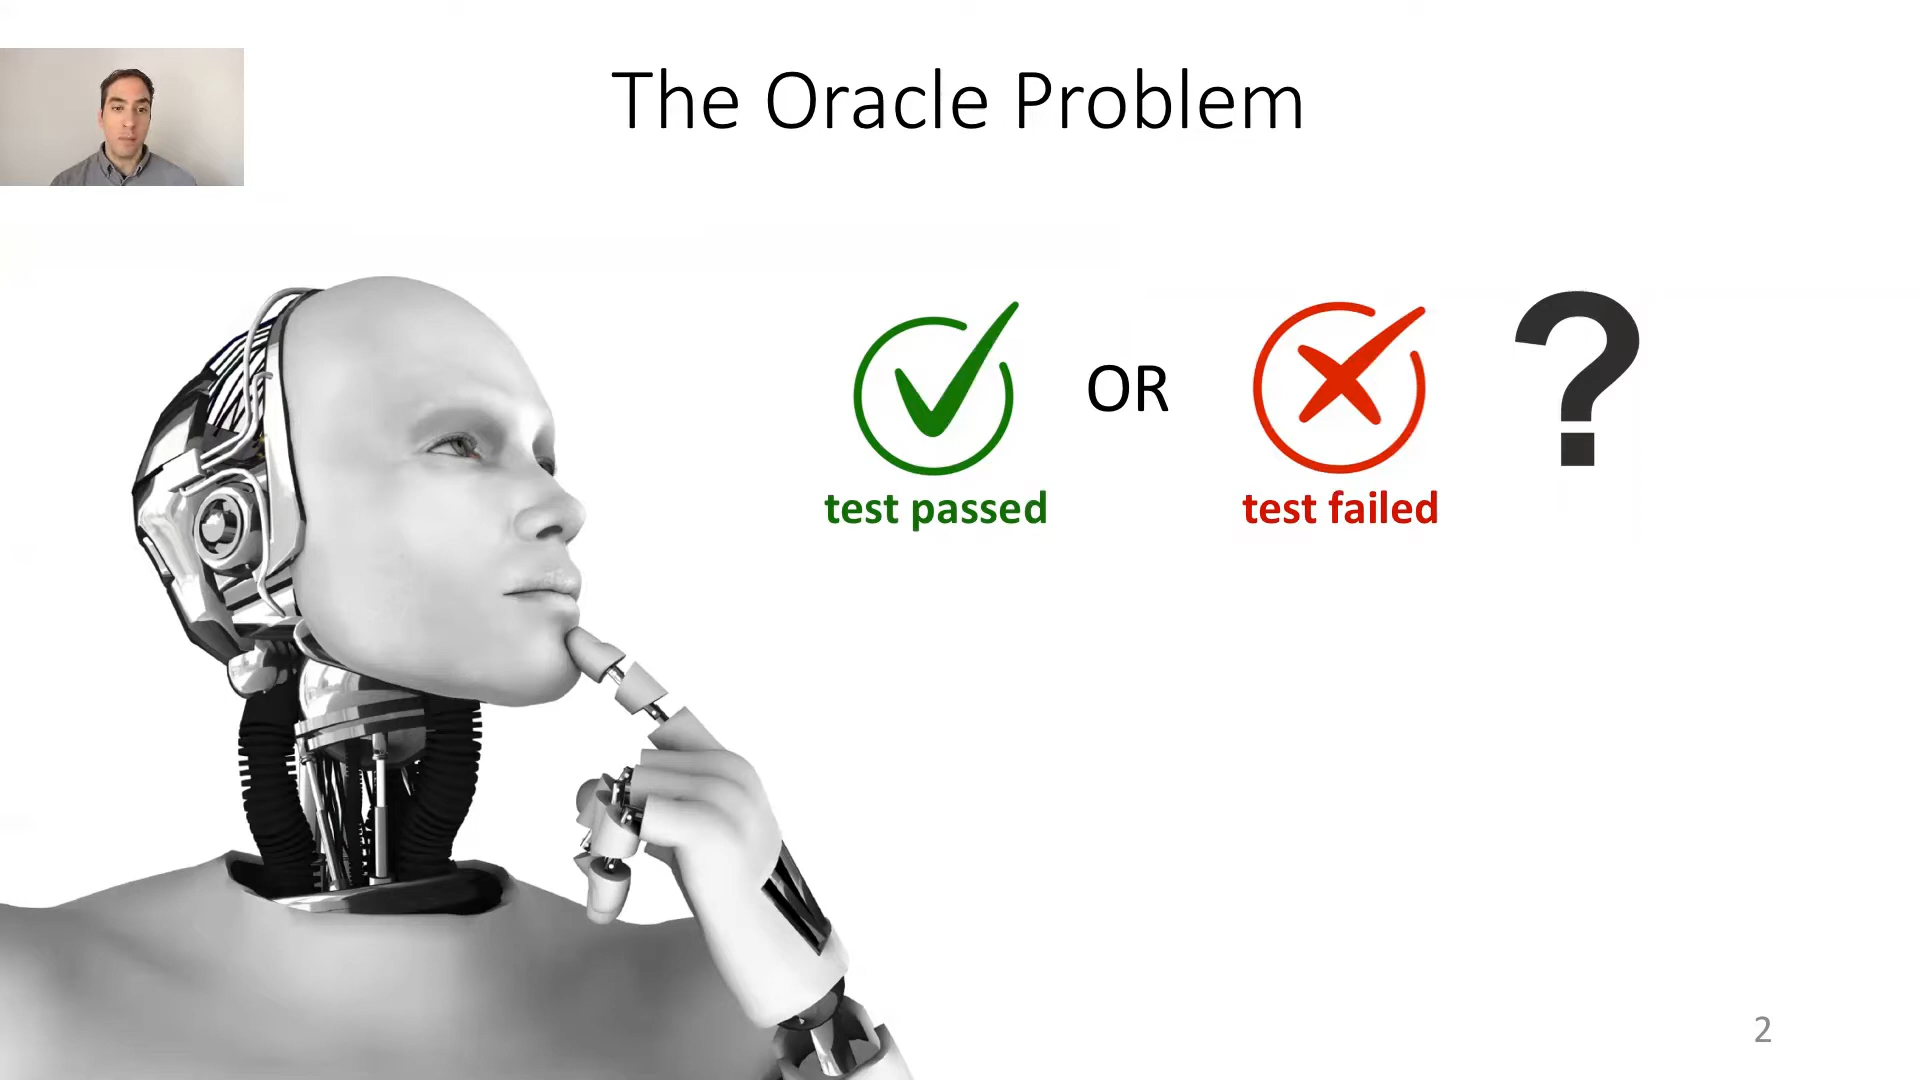 The Oracle Problem
OR
?
test passed
test failed
2